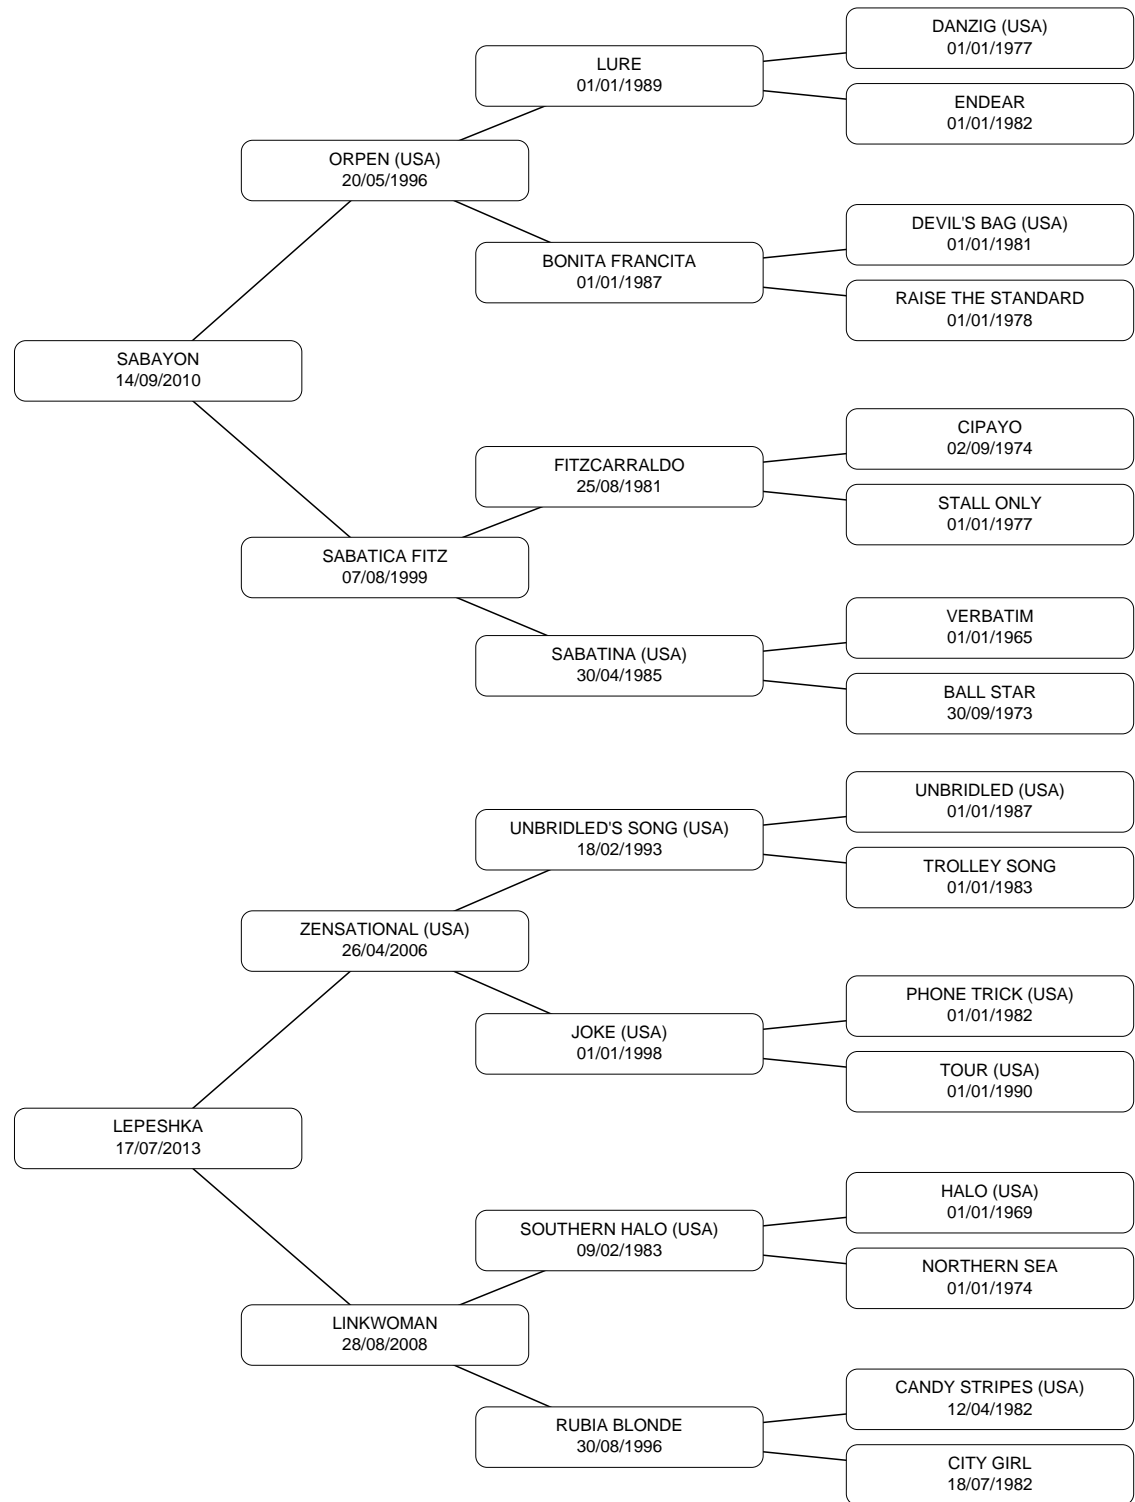 DANZIG (USA)
01/01/1977
LURE
01/01/1989
ENDEAR
01/01/1982
ORPEN (USA)
20/05/1996
DEVIL'S BAG (USA)
01/01/1981
BONITA FRANCITA
01/01/1987
RAISE THE STANDARD
01/01/1978
SABAYON
14/09/2010
CIPAYO
02/09/1974
FITZCARRALDO
25/08/1981
STALL ONLY
01/01/1977
SABATICA FITZ
07/08/1999
VERBATIM
01/01/1965
SABATINA (USA)
30/04/1985
BALL STAR
30/09/1973
UNBRIDLED (USA)
01/01/1987
UNBRIDLED'S SONG (USA)
18/02/1993
TROLLEY SONG
01/01/1983
ZENSATIONAL (USA)
26/04/2006
PHONE TRICK (USA)
01/01/1982
JOKE (USA)
01/01/1998
TOUR (USA)
01/01/1990
LEPESHKA
17/07/2013
HALO (USA)
01/01/1969
SOUTHERN HALO (USA)
09/02/1983
NORTHERN SEA
01/01/1974
LINKWOMAN
28/08/2008
CANDY STRIPES (USA)
12/04/1982
RUBIA BLONDE
30/08/1996
CITY GIRL
18/07/1982